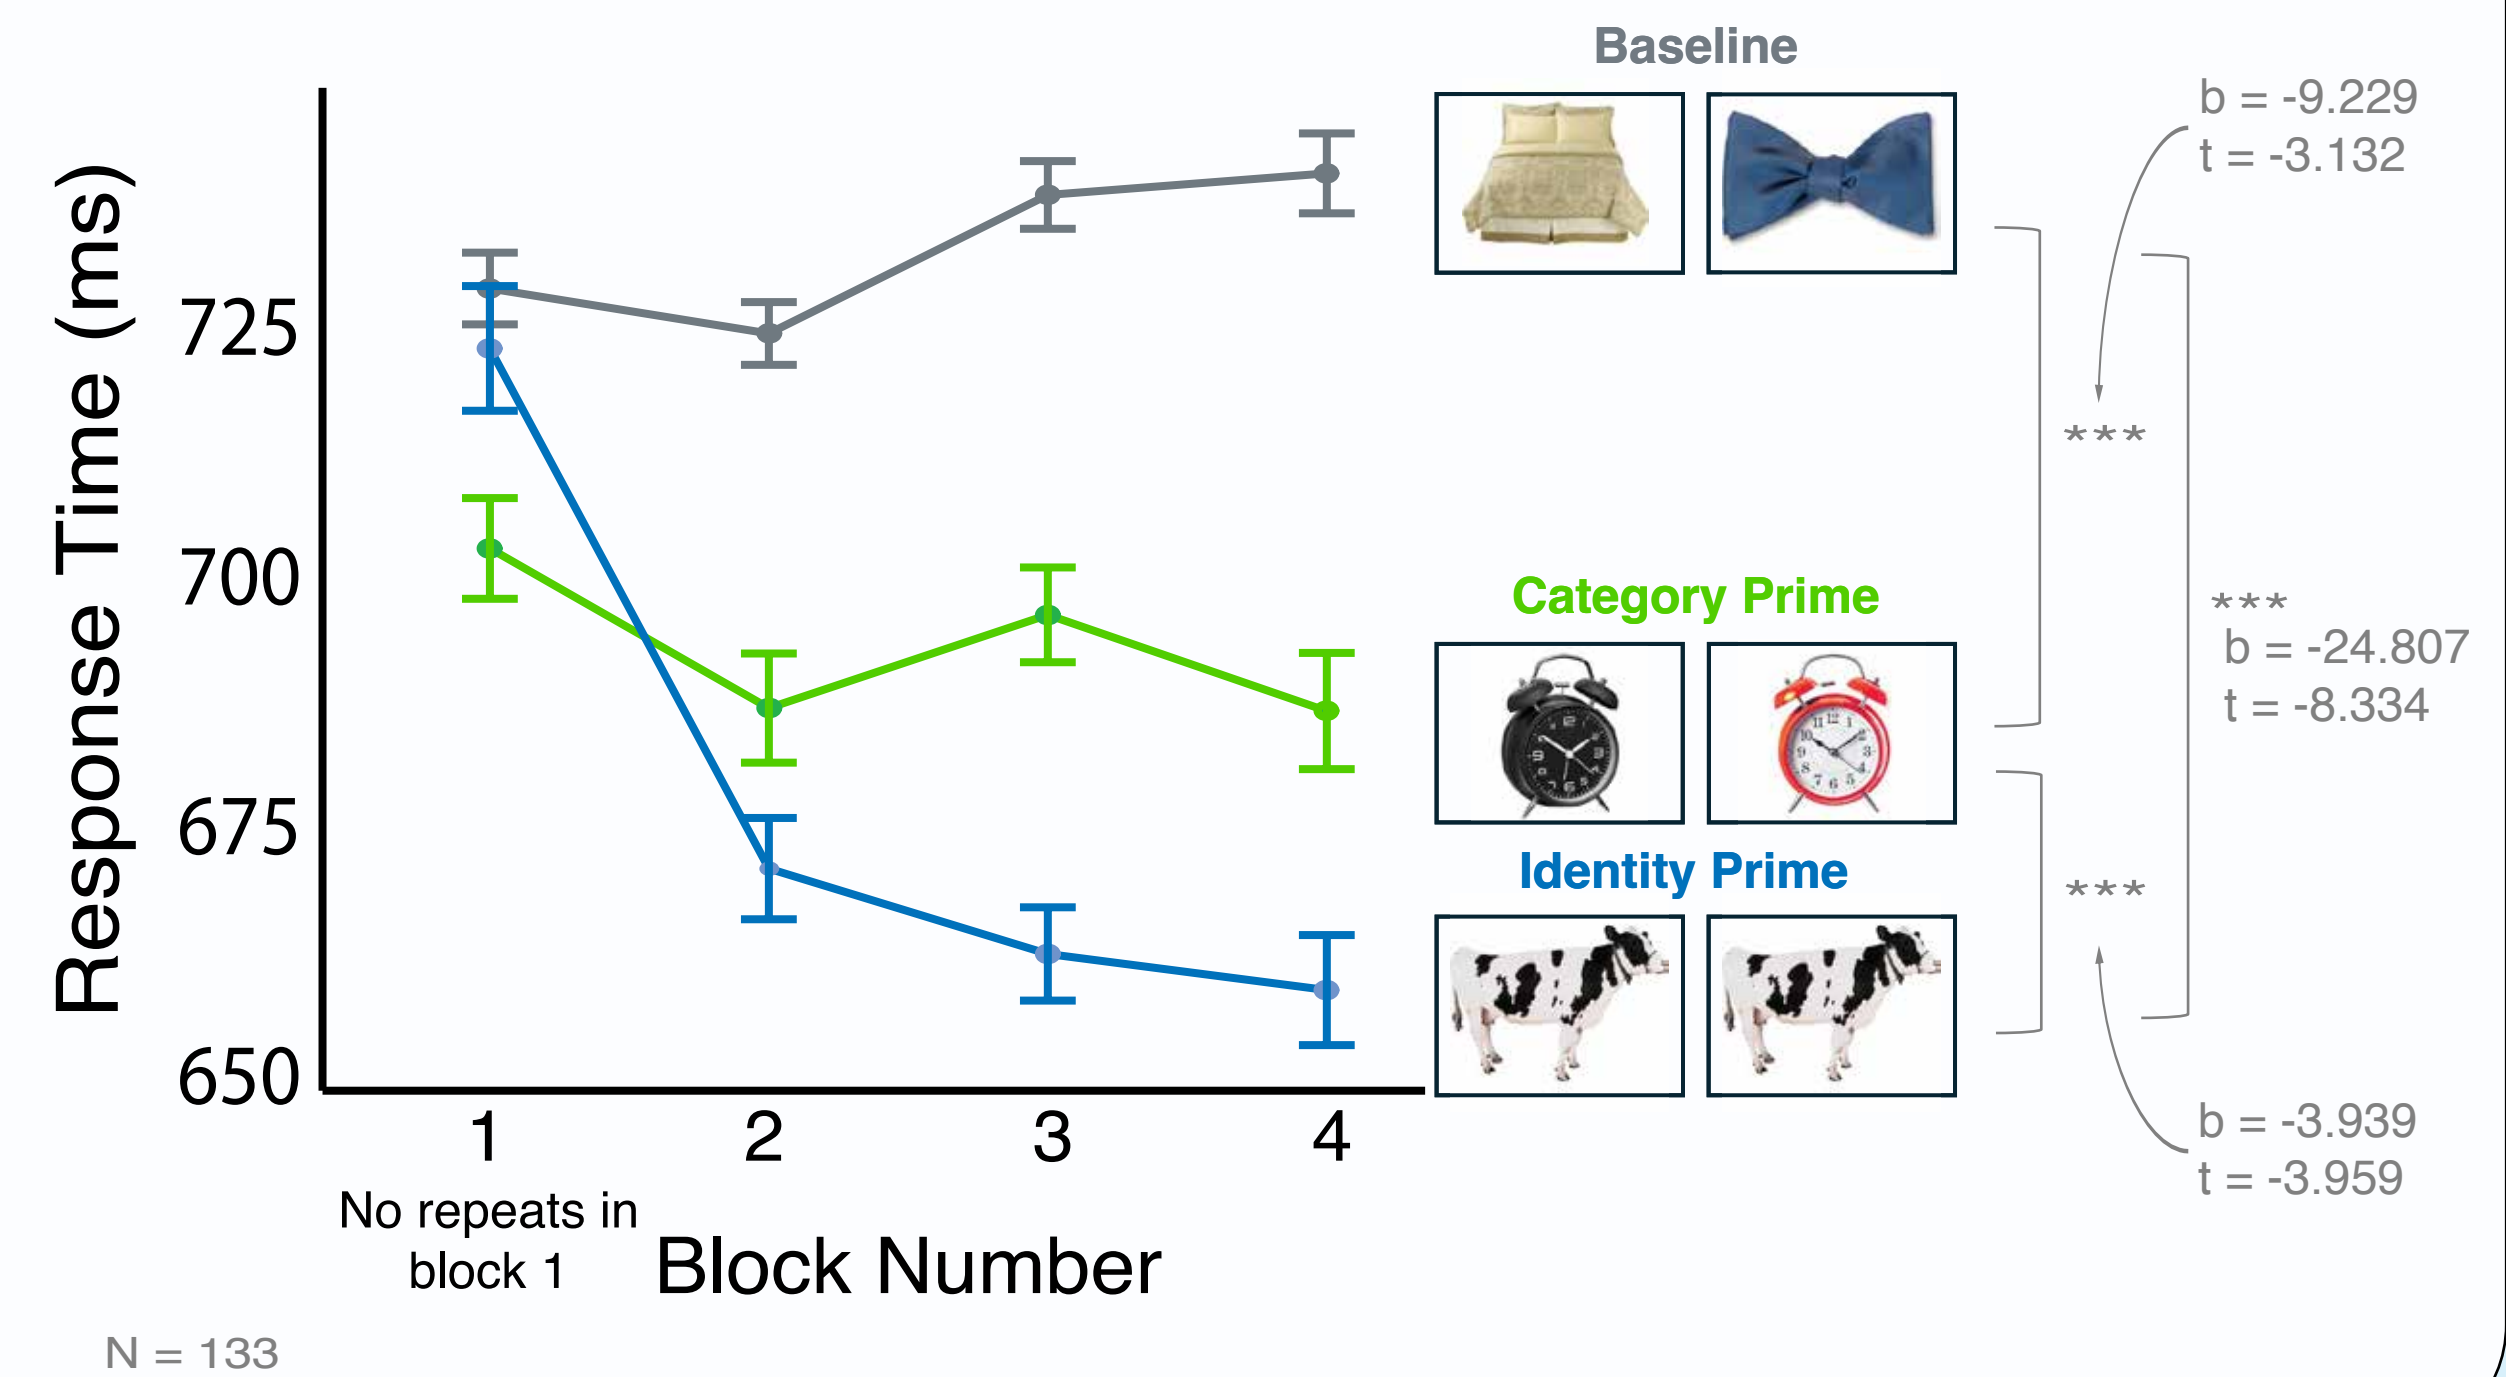 Baseline
b = -9.229
t = -3.132
Response Time (ms)
725
700
675
650
***
Category Prime
***
b = -24.807
t = -8.334
Identity Prime
***
b = -3.939
t = -3.959
1 2 3 4
No repeats in
block 1
Block Number
N = 133